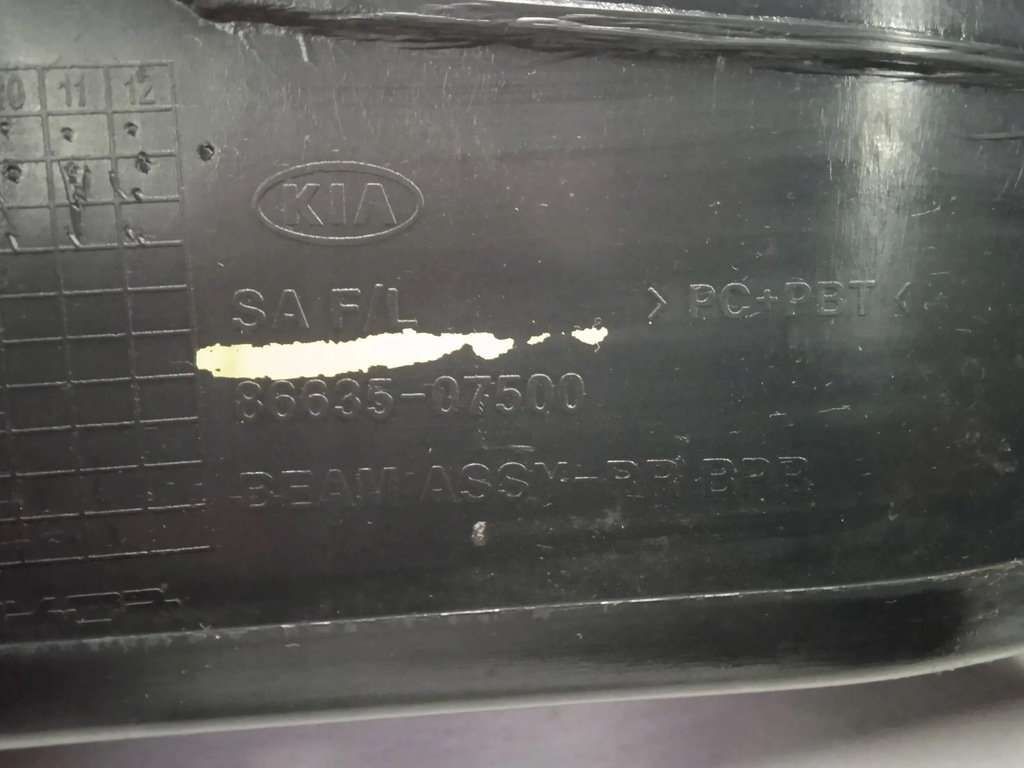 10 11 12
KIA
SA F/L >PC+PBT<
86635-07500
BEAM ASSY-RR BPR